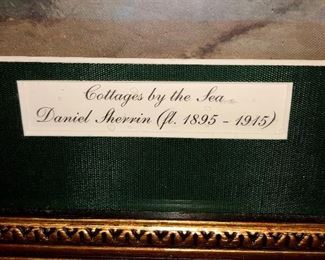 Cottages by the Sea
Daniel Sherrin (fl. 1895 - 1915)